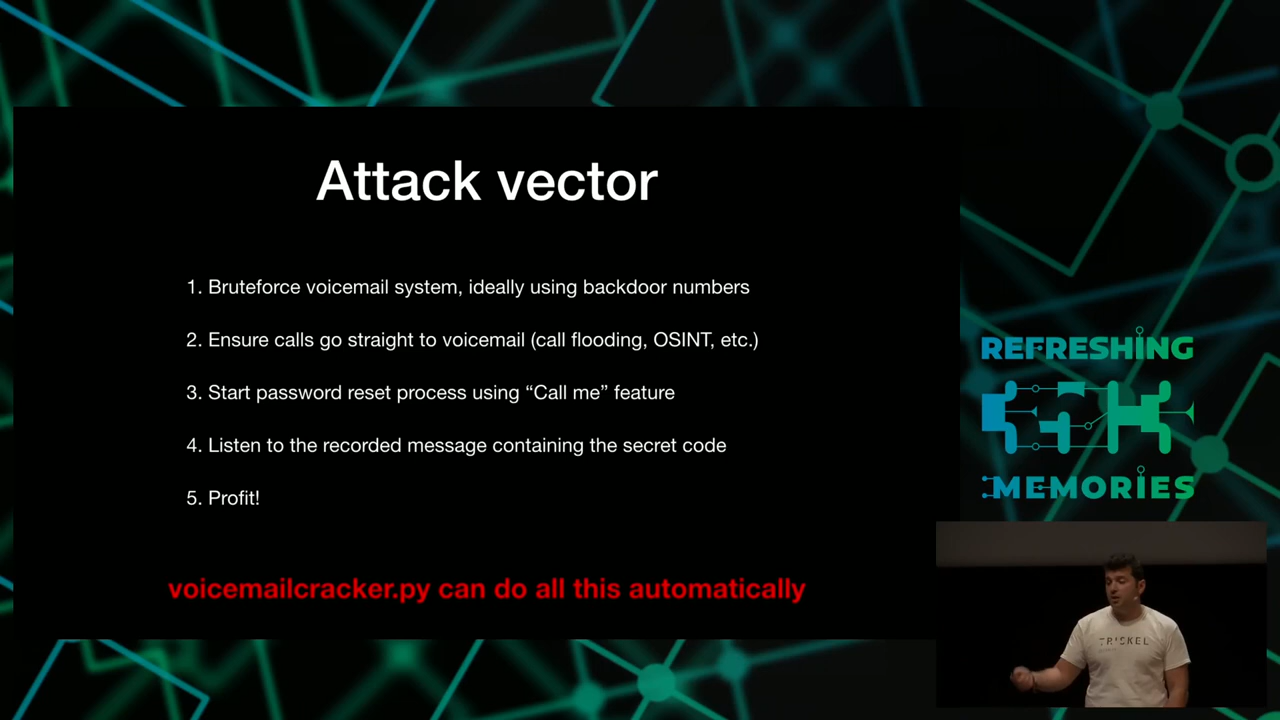 Attack vector
1. Bruteforce voicemail system, ideally using backdoor numbers
2. Ensure calls go straight to voicemail (call flooding, OSINT, etc.)
3. Start password reset process using “Call me” feature
4. Listen to the recorded message containing the secret code
5. Profit!
voicemailcracker.py can do all this automatically
REFRESHING
MEMORIES
TRISKEL